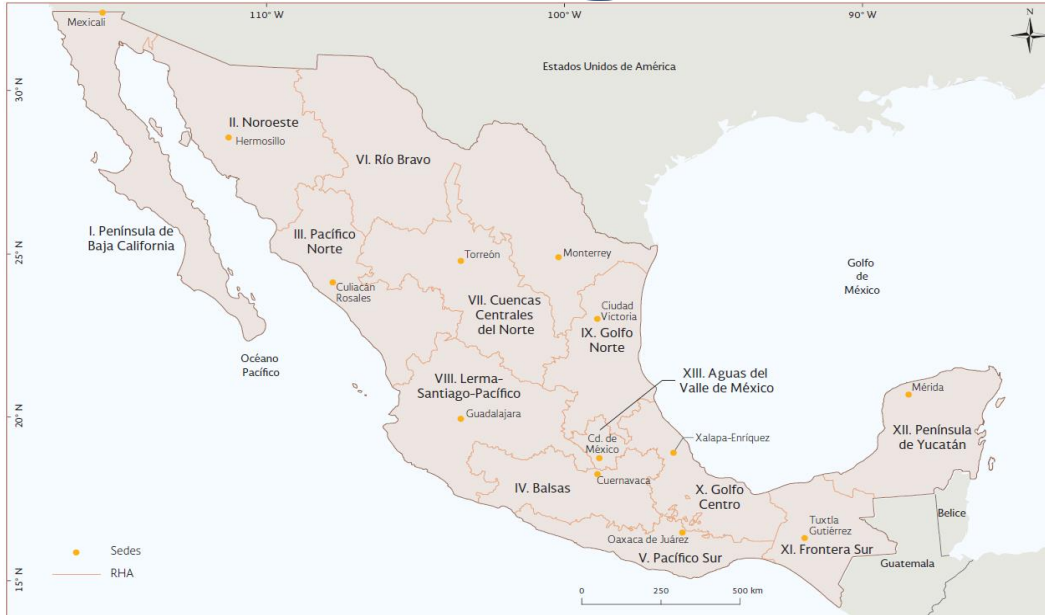 110° W
100° W
90° W
N
Mexicali
Estados Unidos de América
30° N
II. Noroeste
Hermosillo
VI. Río Bravo
I. Península de
Baja California
III. Pacífico
Norte
25° N
Torreón
Monterrey
Golfo
de
México
Culiacán
Rosales
VII. Cuencas
Centrales
del Norte
Ciudad
Victoria
IX. Golfo
Norte
Océano
Pacífico
VIII. Lerma-
Santiago-Pacífico
XIII. Aguas del
Valle de México
Mérida
20° N
Guadalajara
XII. Península
de Yucatán
Cd. de
México
Xalapa-Enríquez
Cuernavaca
IV. Balsas
X. Golfo
Centro
Belice
Tuxtla
Gutiérrez
Oaxaca de Juárez
XI. Frontera Sur
V. Pacífico Sur
Guatemala
Sedes
RHA
15° N
0
250
500 km